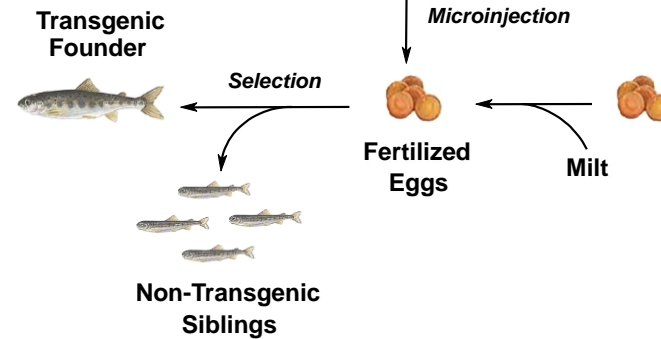 Microinjection
Transgenic
Founder
Selection
Fertilized
Eggs
Milt
Non-Transgenic
Siblings